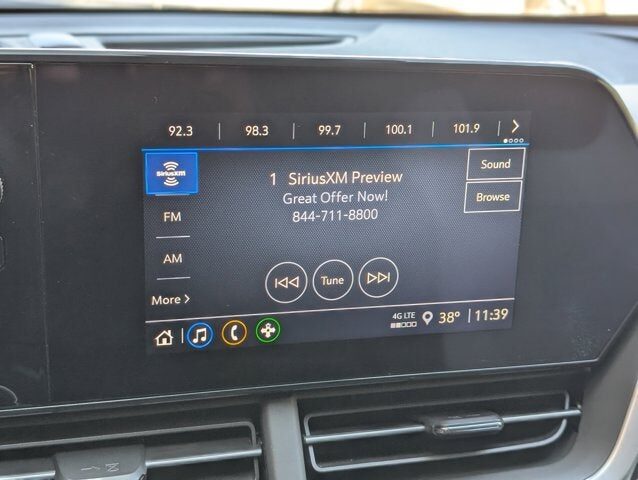 92.3 98.3 99.7 100.1 101.9 >
SiriusXM
1 SiriusXM Preview
Great Offer Now!
844-711-8800
Sound
Browse
FM
AM
More >
Tune
4G LTE
38° 11:39